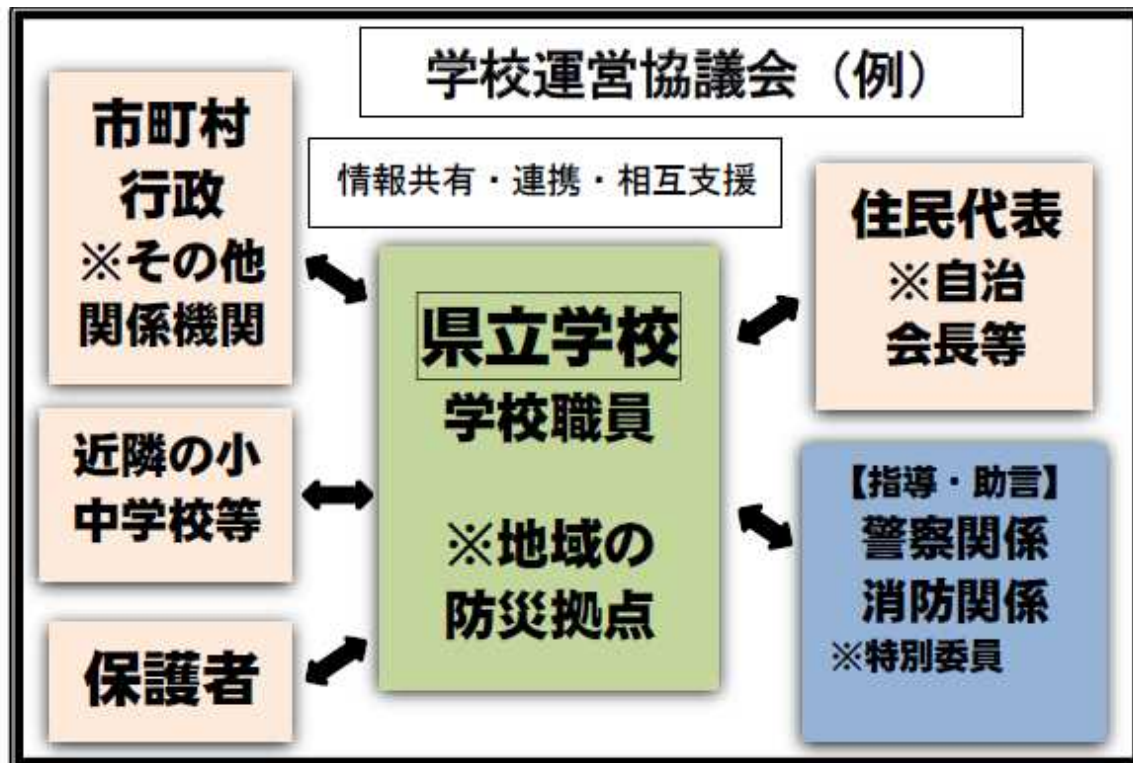 学校運営協議会（例）
情報共有・連携・相互支援
市町村
行政
※その他
関係機関
近隣の小
中学校等
保護者
県立学校
学校職員
※地域の
防災拠点
住民代表
※自治
会長等
【指導・助言】
警察関係
消防関係
※特別委員